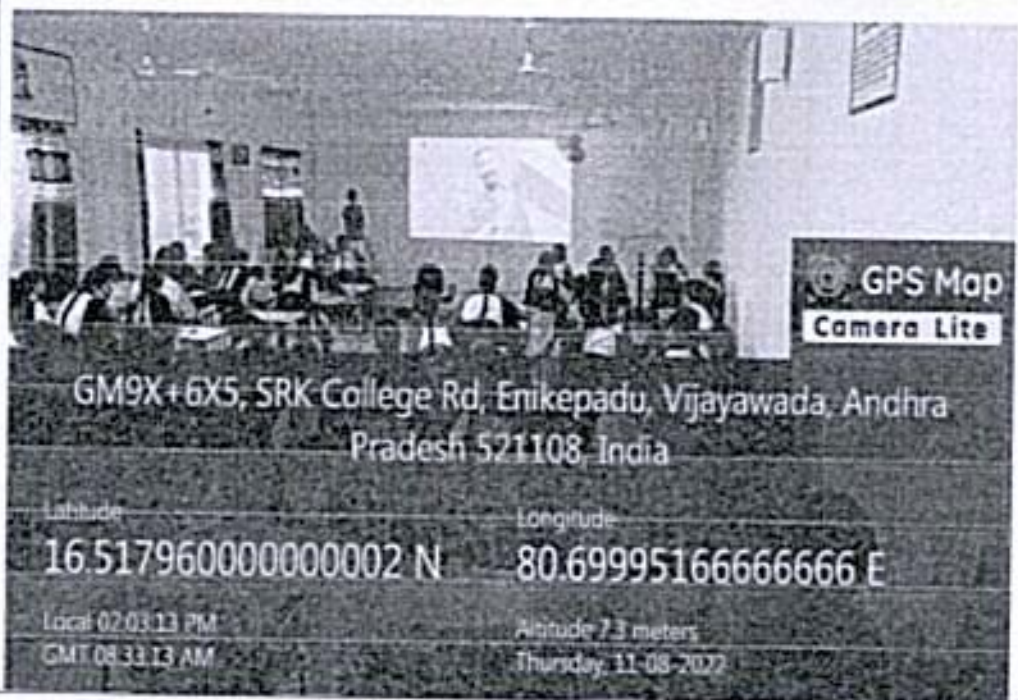 GPS Map
Camera Lite
GM9X+6X5, SRK College Rd, Enikepadu, Vijayawada, Andhra
Pradesh 521108, India
Latitude
Longitude
16.517960000000002 N
80.69995166666666 E
Local 02:03:13 PM
Altitude 7.3 meters
GMT 08:33:13 AM
Thursday, 11-08-2022